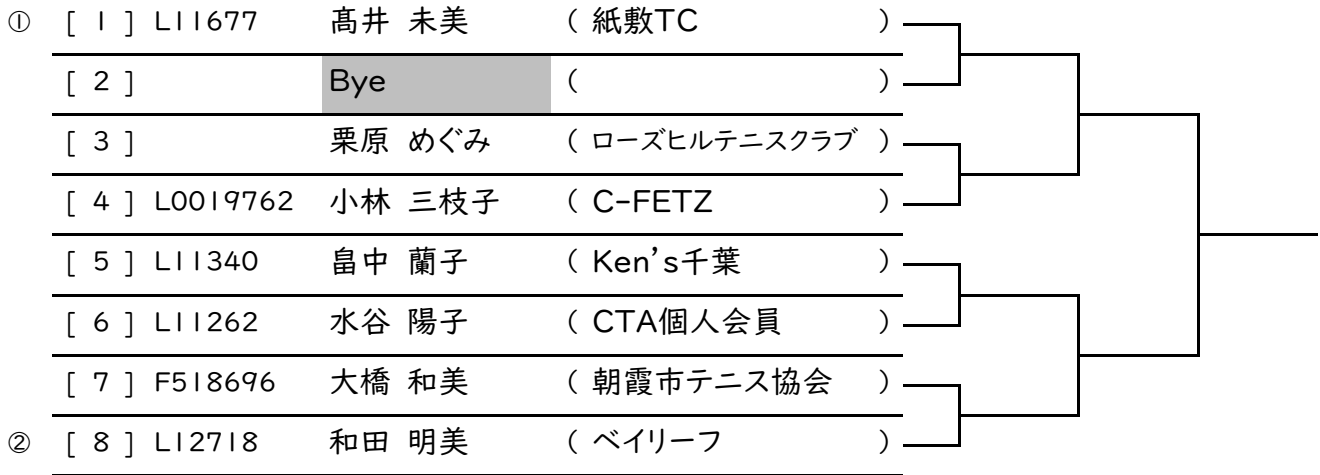 ① [ 1 ] L11677 髙井 未美 ( 紙敷TC )
[ 2 ] Bye ( )
[ 3 ] 栗原 めぐみ ( ローズヒルテニスクラブ )
[ 4 ] L0019762 小林 三枝子 ( C-FETZ )
[ 5 ] L11340 畠中 蘭子 ( Ken's千葉 )
[ 6 ] L11262 水谷 陽子 ( CTA個人会員 )
[ 7 ] F518696 大橋 和美 ( 朝霞市テニス協会 )
② [ 8 ] L12718 和田 明美 ( ベイリーフ )